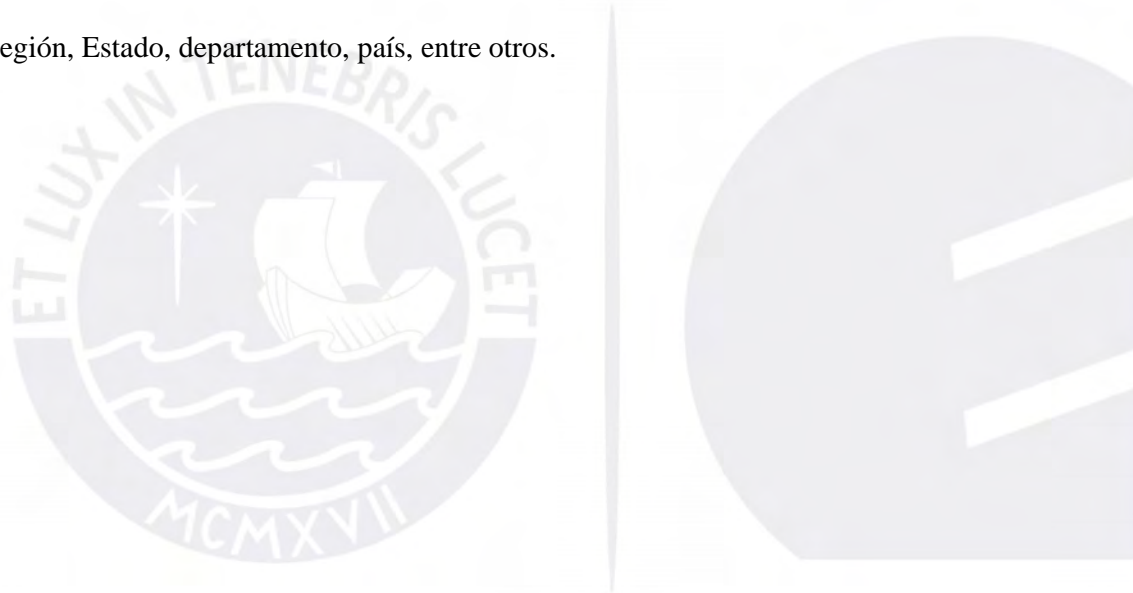 egión, Estado, departamento, país, entre otros.
ET LUX IN TENEBRIS LUCET
MCMXVII